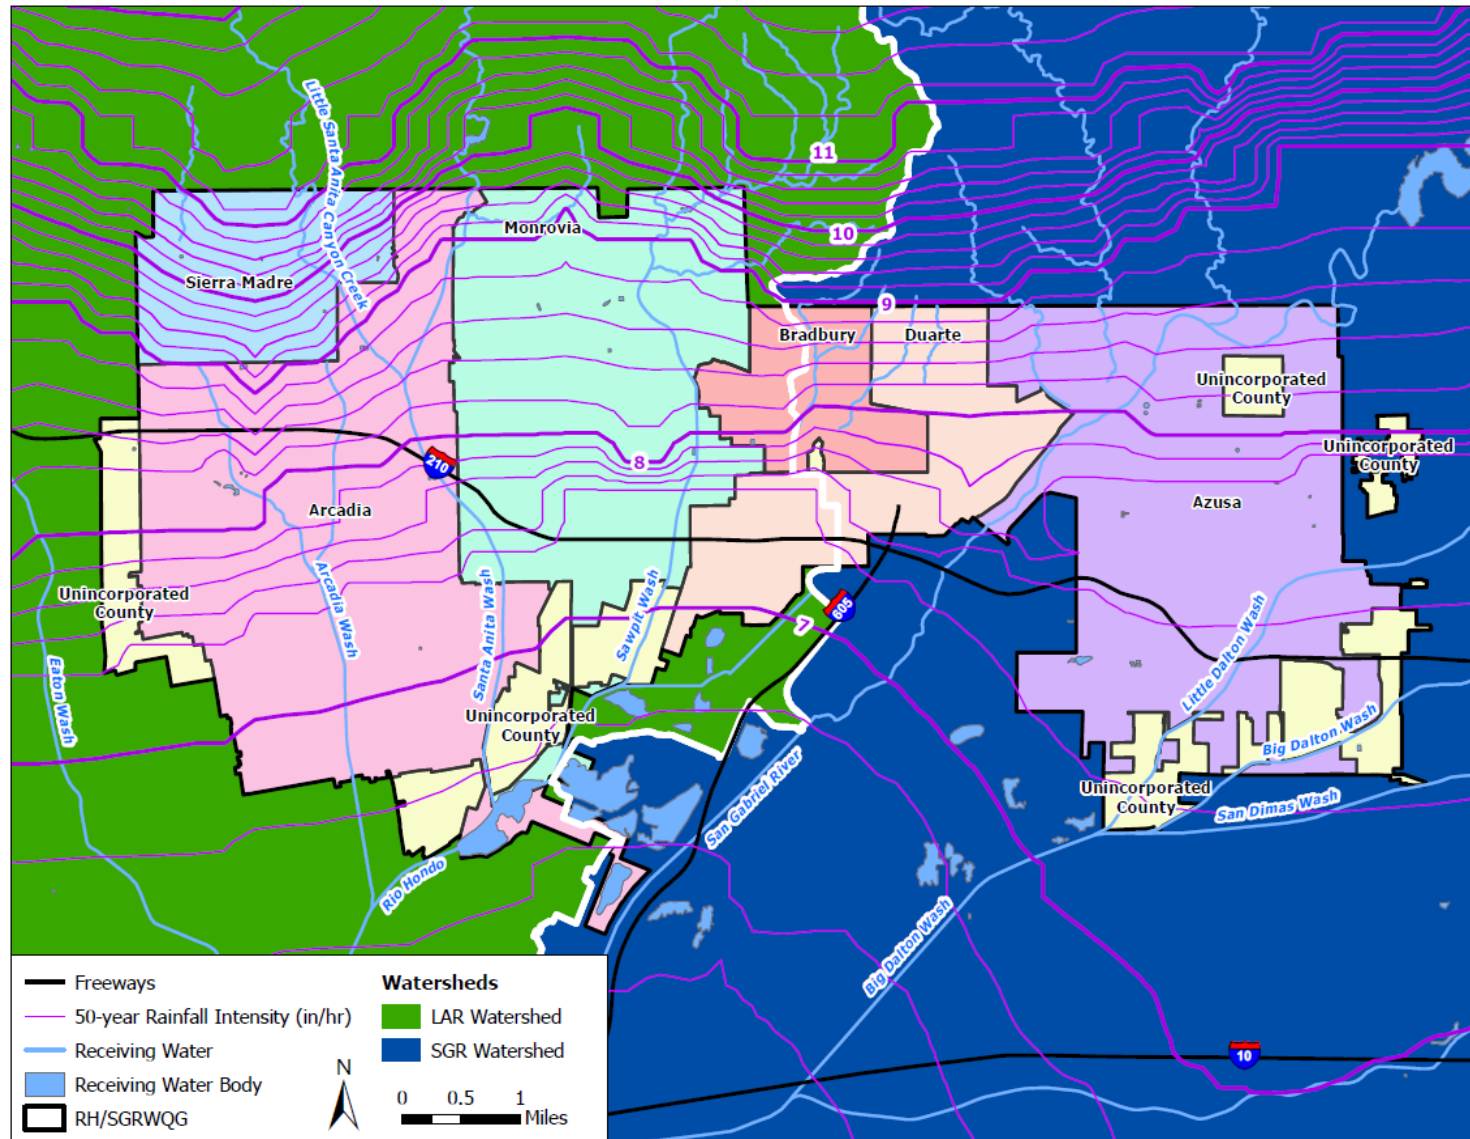 Little Santa Anita Canyon Creek
11
10
Monrovia
Sierra Madre
9
Bradbury
Duarte
Unincorporated
County
Unincorporated
County
8
210
Arcadia
Azusa
Unincorporated
County
Arcadia Wash
Santa Anita Wash
Sawpit Wash
605
7
Little Dalton Wash
Eaton Wash
Unincorporated
County
Big Dalton Wash
San Gabriel River
Unincorporated
County
San Dimas Wash
Rio Hondo
Big Dalton Wash
10
Freeways
50-year Rainfall Intensity (in/hr)
Receiving Water
Receiving Water Body
RH/SGRWQG
Watersheds
LAR Watershed
SGR Watershed
N
0 0.5 1
Miles